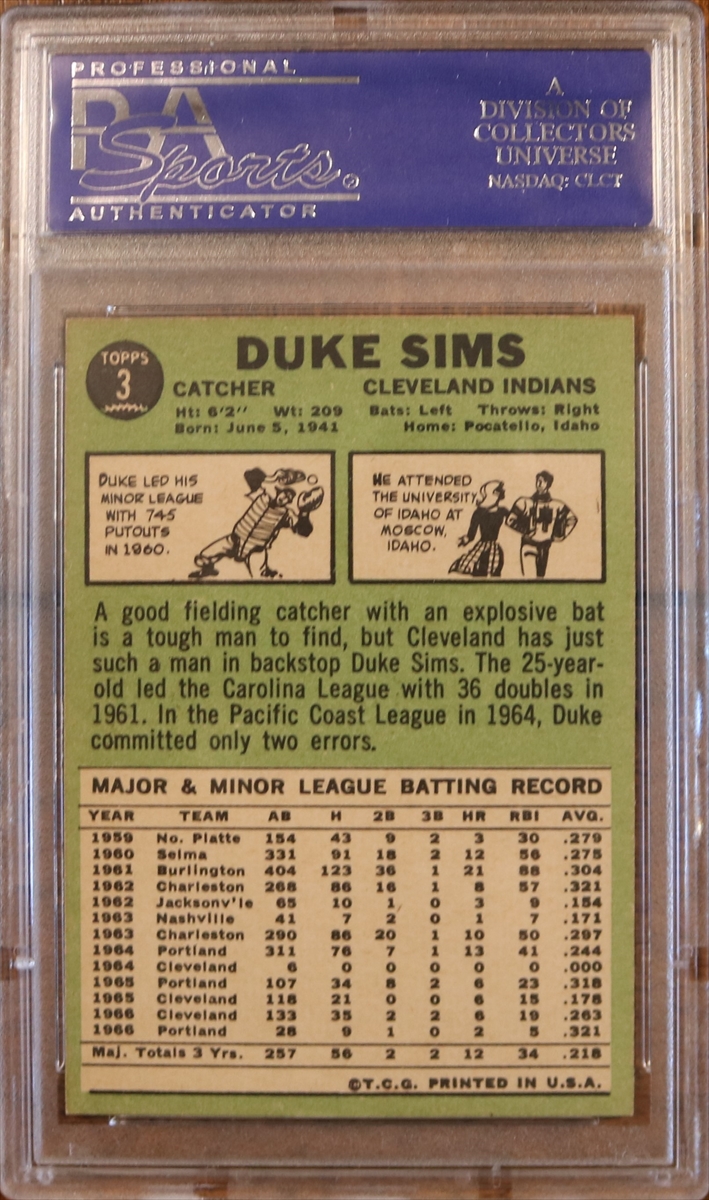 PROFESSIONAL
PSA
Sports.
AUTHENTICATOR
A
DIVISION OF
COLLECTORS
UNIVERSE
NASDAQ: CLCT
TOPPS
3
DUKE SIMS
CATCHER CLEVELAND INDIANS
Ht: 6'2" Wt: 209 Bats: Left Throws: Right
Born: June 5, 1941 Home: Pocatello, Idaho
DUKE LED HIS
MINOR LEAGUE
WITH 745
PUTOUTS
IN 1960.
HE ATTENDED
THE UNIVERSITY
OF IDAHO AT
MOSCOW,
IDAHO.
A good fielding catcher with an explosive bat
is a tough man to find, but Cleveland has just
such a man in backstop Duke Sims. The 25-year-
old led the Carolina League with 36 doubles in
1961. In the Pacific Coast League in 1964, Duke
committed only two errors.
MAJOR & MINOR LEAGUE BATTING RECORD
YEAR TEAM AB H 2B 3B HR RBI AVG.
1959 No. Platte 154 43 9 2 3 30 .279
1960 Selma 331 91 18 2 12 56 .275
1961 Burlington 404 123 36 1 21 88 .304
1962 Charleston 268 86 16 1 8 57 .321
1962 Jacksonv'le 65 10 1 0 3 9 .154
1963 Nashville 41 7 2 0 1 7 .171
1963 Charleston 290 86 20 1 10 50 .297
1964 Portland 311 76 7 1 13 41 .244
1964 Cleveland 6 0 0 0 0 0 .000
1965 Portland 107 34 8 2 6 23 .318
1965 Cleveland 118 21 0 0 6 15 .178
1966 Cleveland 133 35 2 2 6 19 .263
1966 Portland 28 9 1 0 2 5 .321
Maj. Totals 3 Yrs. 257 56 2 2 12 34 .218
©T.C.G. PRINTED IN U.S.A.